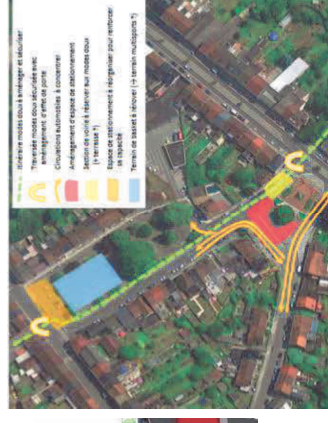 Itinéraire modes doux à aménager et sécuriser
Traversée modes doux sécurisée avec
aménagement d'effet de porte
Circulations automobiles à concentrer
Aménagement d'espace de stationnement
Section de voirie à réserver aux modes doux
(+ terrasse ?)
Espace de stationnement à réorganiser pour renforcer
sa capacité
Terrain de basket à rénover (→ terrain multisports ?)